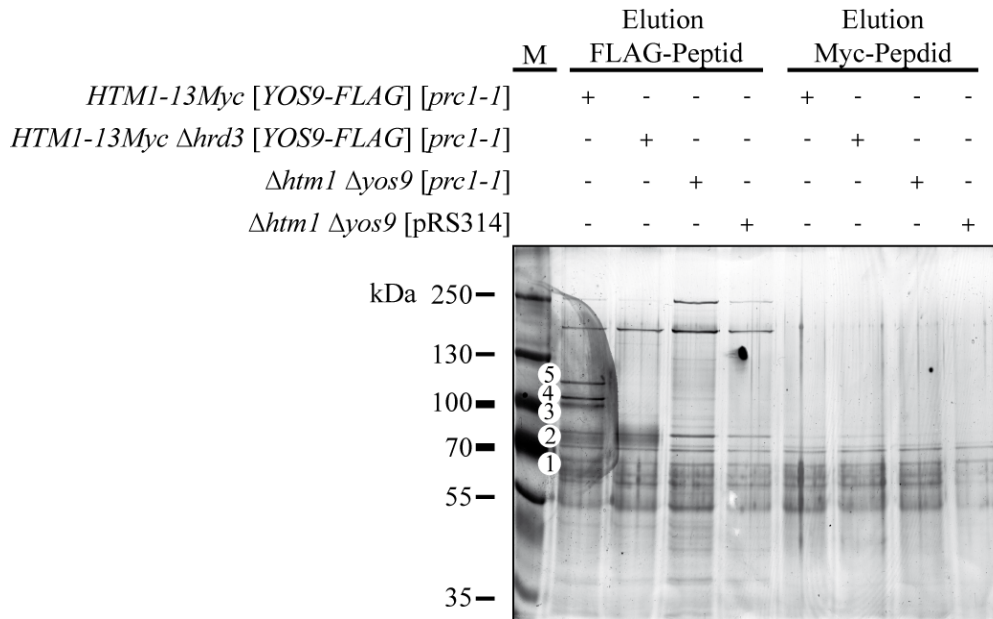 Elution Elution
M FLAG-Peptid Myc-Pepdid
HTM1-13Myc [YOS9-FLAG] [prc1-1] + - - - + - - -
HTM1-13Myc Δhrd3 [YOS9-FLAG] [prc1-1] - + - - - + - -
Δhtm1 Δyos9 [prc1-1] - - + - - - + -
Δhtm1 Δyos9 [pRS314] - - - + - - - +
kDa 250
130
5
4
100 3
2
70
1
55
35